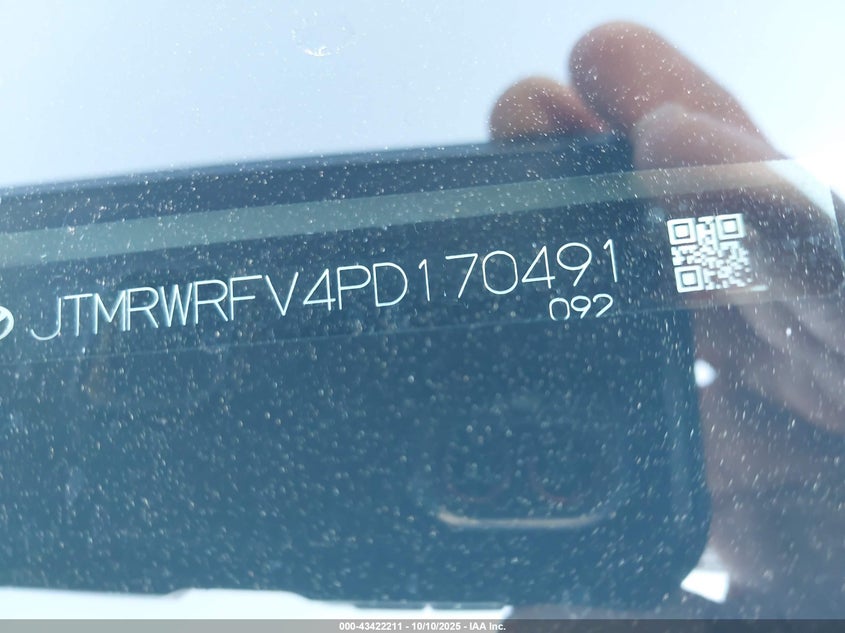 JTMRWRFV4PD170491
092
000-43422211 - 10/10/2025 - IAA Inc.